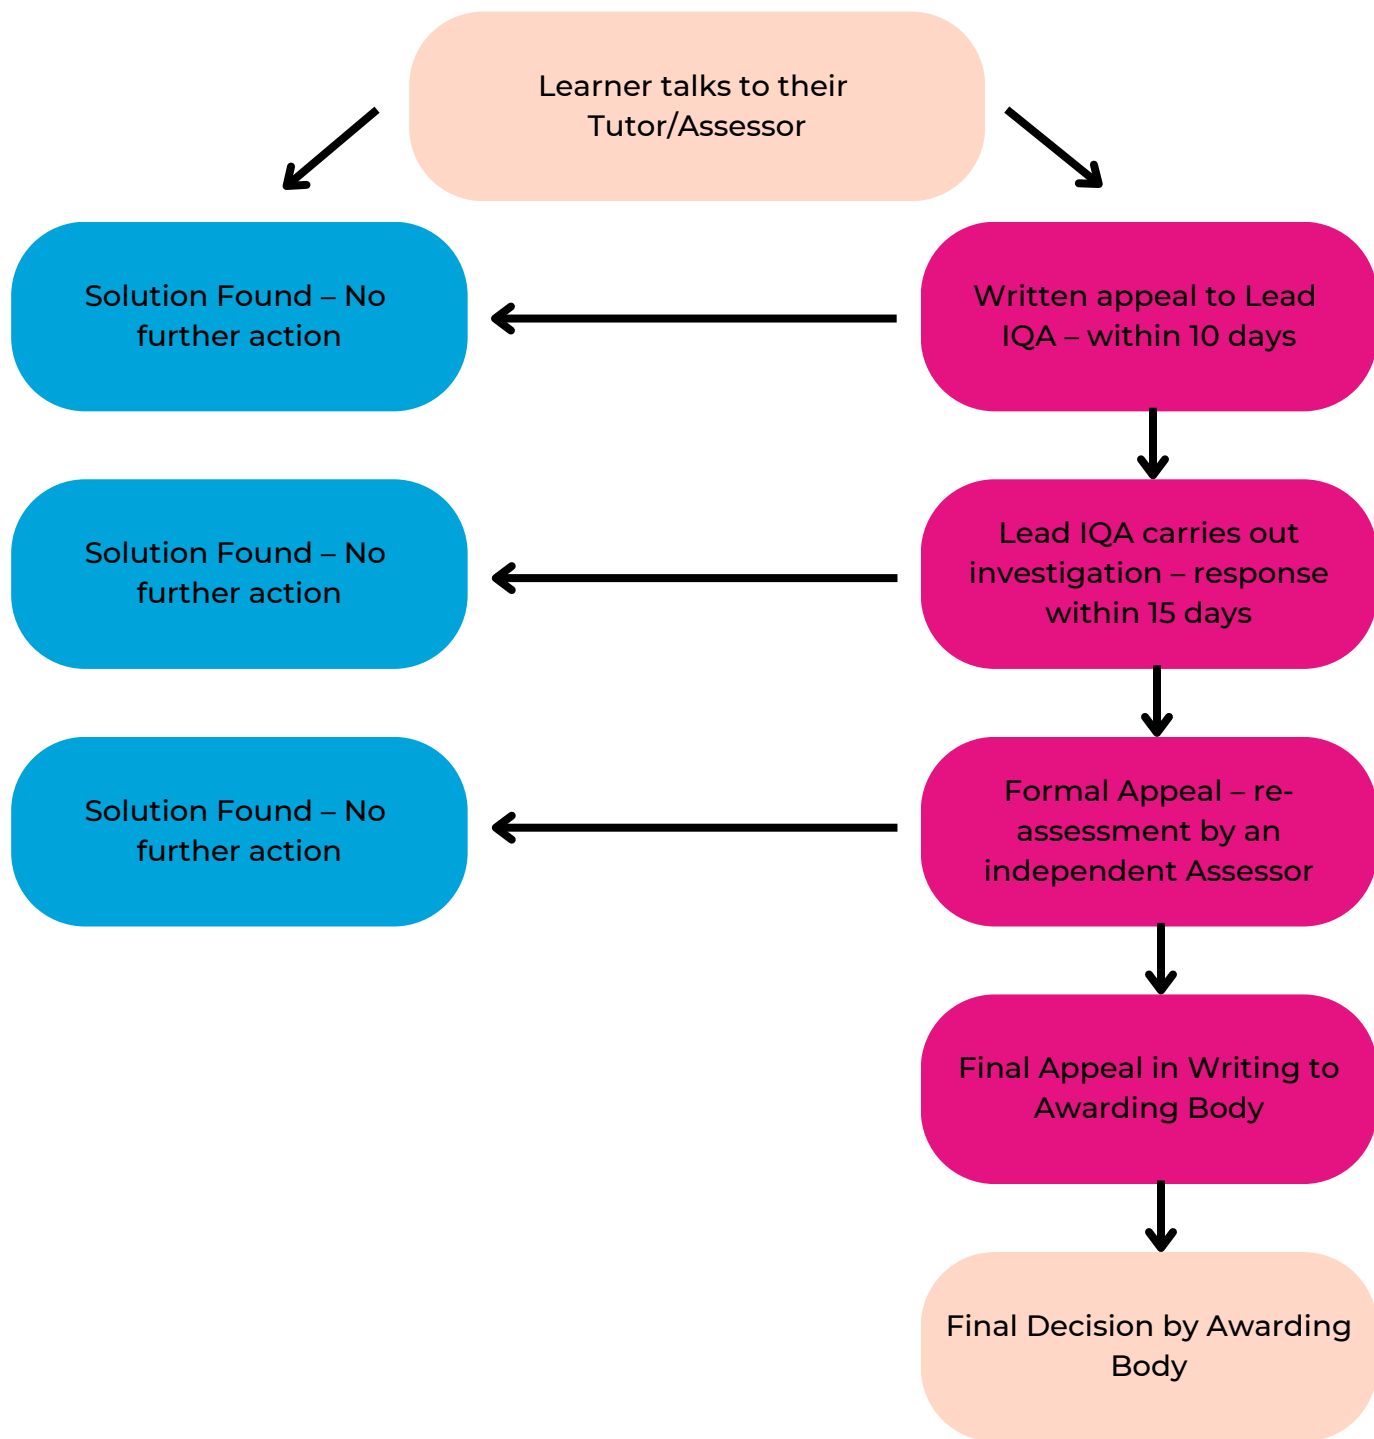 Learner talks to their
Tutor/Assessor
Solution Found – No
further action
Written appeal to Lead
IQA – within 10 days
Solution Found – No
further action
Lead IQA carries out
investigation – response
within 15 days
Solution Found – No
further action
Formal Appeal – re-
assessment by an
independent Assessor
Final Appeal in Writing to
Awarding Body
Final Decision by Awarding
Body